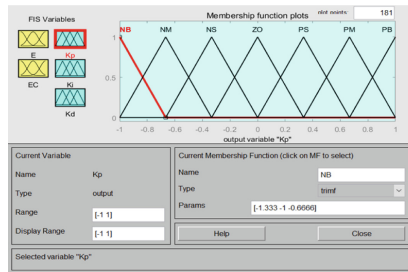 FIS Variables
Membership function plots
plot points:
181
E
Kp
EC
Ki
Kd
NB
NM
NS
ZO
PS
PM
PB
1
0.5
0
-1
-0.8
-0.6
-0.4
-0.2
0
0.2
0.4
0.6
0.8
1
output variable "Kp"
Current Variable
Name
Kp
Type
output
Range
[-1 1]
Display Range
[-1 1]
Current Membership Function (click on MF to select)
Name
NB
Type
trimf
Params
[-1.333 -1 -0.6666]
Help
Close
Selected variable "Kp"